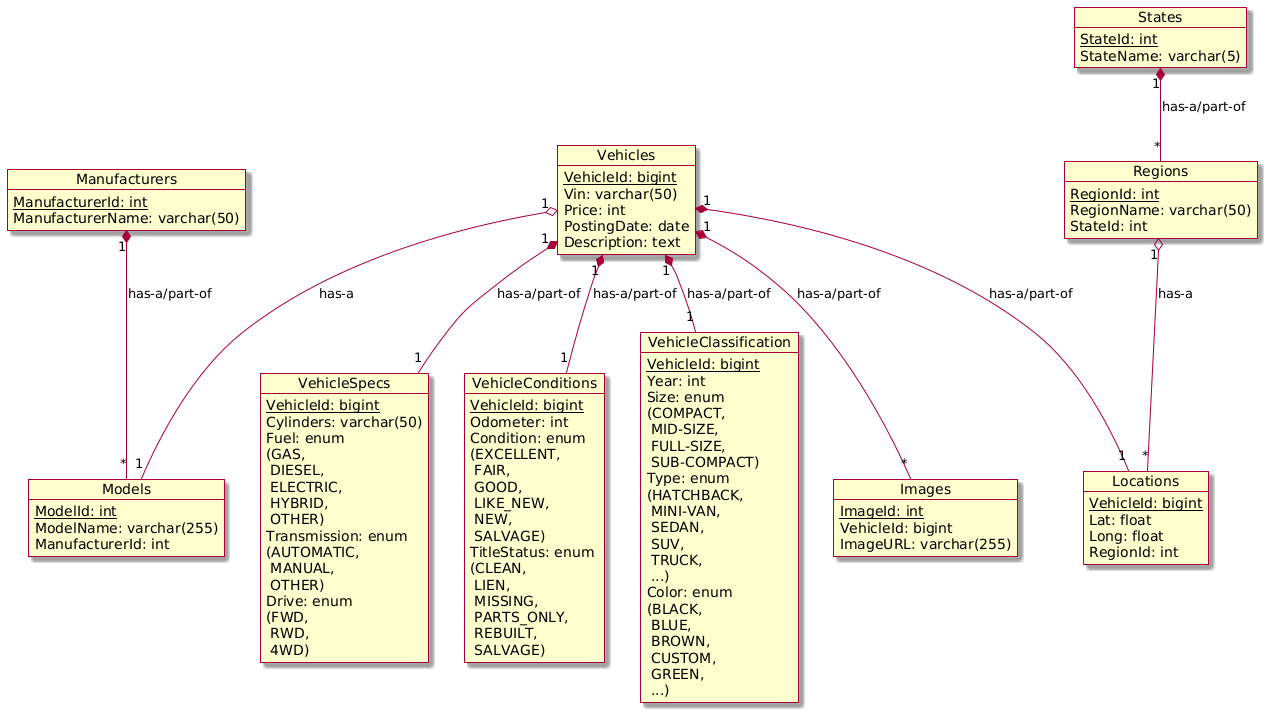 States
StateId: int
StateName: varchar(5)
1
has-a/part-of
*
Regions
RegionId: int
RegionName: varchar(50)
StateId: int
1
has-a
*
Vehicles
VehicleId: bigint
Vin: varchar(50)
Price: int
PostingDate: date
Description: text
Manufacturers
ManufacturerId: int
ManufacturerName: varchar(50)
1
has-a/part-of
*
1
has-a
1
1
has-a/part-of
1
1
has-a/part-of
1
1
has-a/part-of
1
1
has-a/part-of
*
1
has-a/part-of
1
Models
ModelId: int
ModelName: varchar(255)
ManufacturerId: int
VehicleSpecs
VehicleId: bigint
Cylinders: varchar(50)
Fuel: enum
(GAS,
DIESEL,
ELECTRIC,
HYBRID,
OTHER)
Transmission: enum
(AUTOMATIC,
MANUAL,
OTHER)
Drive: enum
(FWD,
RWD,
4WD)
VehicleConditions
VehicleId: bigint
Odometer: int
Condition: enum
(EXCELLENT,
FAIR,
GOOD,
LIKE_NEW,
NEW,
SALVAGE)
TitleStatus: enum
(CLEAN,
LIEN,
MISSING,
PARTS_ONLY,
REBUILT,
SALVAGE)
VehicleClassification
VehicleId: bigint
Year: int
Size: enum
(COMPACT,
MID-SIZE,
FULL-SIZE,
SUB-COMPACT)
Type: enum
(HATCHBACK,
MINI-VAN,
SEDAN,
SUV,
TRUCK,
...)
Color: enum
(BLACK,
BLUE,
BROWN,
CUSTOM,
GREEN,
...)
Images
ImageId: int
VehicleId: bigint
ImageURL: varchar(255)
Locations
VehicleId: bigint
Lat: float
Long: float
RegionId: int